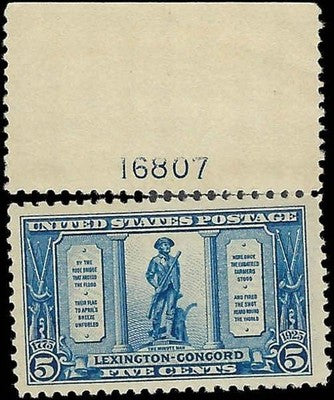 16807
UNITED STATES POSTAGE
BY THE
RUDE BRIDGE
THAT ARCHED
THE FLOOD
THEIR FLAG
TO APRIL'S
BREEZE
UNFURLED
HERE ONCE
THE EMBATTLED
FARMERS
STOOD
AND FIRED
THE SHOT
HEARD ROUND
THE WORLD
1775
1925
THE MINUTE MAN
LEXINGTON-CONCORD
5 FIVE CENTS 5